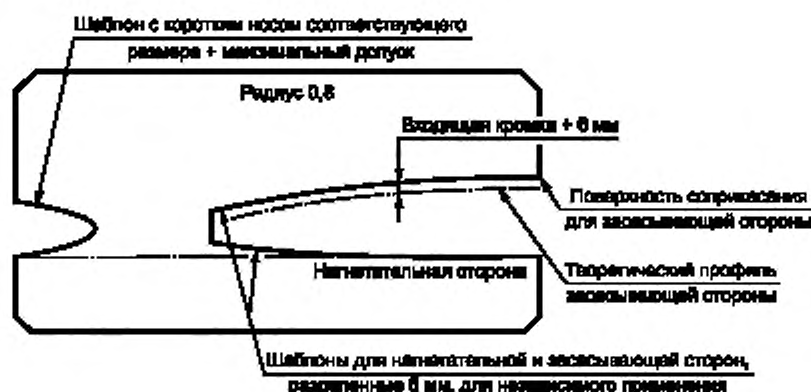 Шаблон с коротким носом соответствующего
размера + максимальный допуск
Радиус 0,8
Входящая кромка + 6 мм
Поверхность соприкасания
для засасывающей стороны
Нагнетательная сторона
Теоретический профиль
засасывающей стороны
Шаблоны для нагнетательной и засасывающей сторон,
разделенные 6 мм, для независимого применения